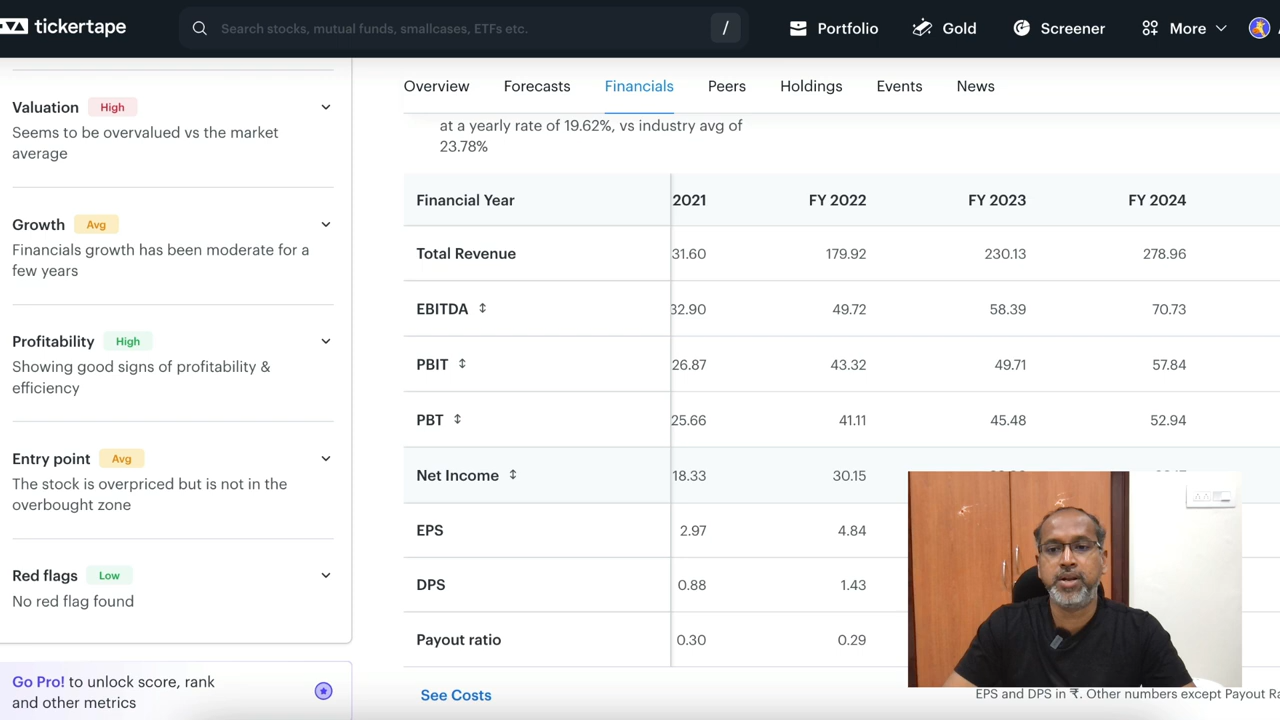 tickertape
Search stocks, mutual funds, smallcases, ETFs etc.
/
Portfolio
Gold
Screener
More
Overview
Forecasts
Financials
Peers
Holdings
Events
News
Valuation High
Seems to be overvalued vs the market
average
Growth Avg
Financials growth has been moderate for a
few years
Profitability High
Showing good signs of profitability &
efficiency
Entry point Avg
The stock is overpriced but is not in the
overbought zone
Red flags Low
No red flag found
Go Pro! to unlock score, rank
and other metrics
at a yearly rate of 19.62%, vs industry avg of
23.78%
Financial Year 2021 FY 2022 FY 2023 FY 2024
Total Revenue 31.60 179.92 230.13 278.96
EBITDA 32.90 49.72 58.39 70.73
PBIT 26.87 43.32 49.71 57.84
PBT 25.66 41.11 45.48 52.94
Net Income 18.33 30.15
EPS 2.97 4.84
DPS 0.88 1.43
Payout ratio 0.30 0.29
See Costs
EPS and DPS in ₹. Other numbers except Payout Ra